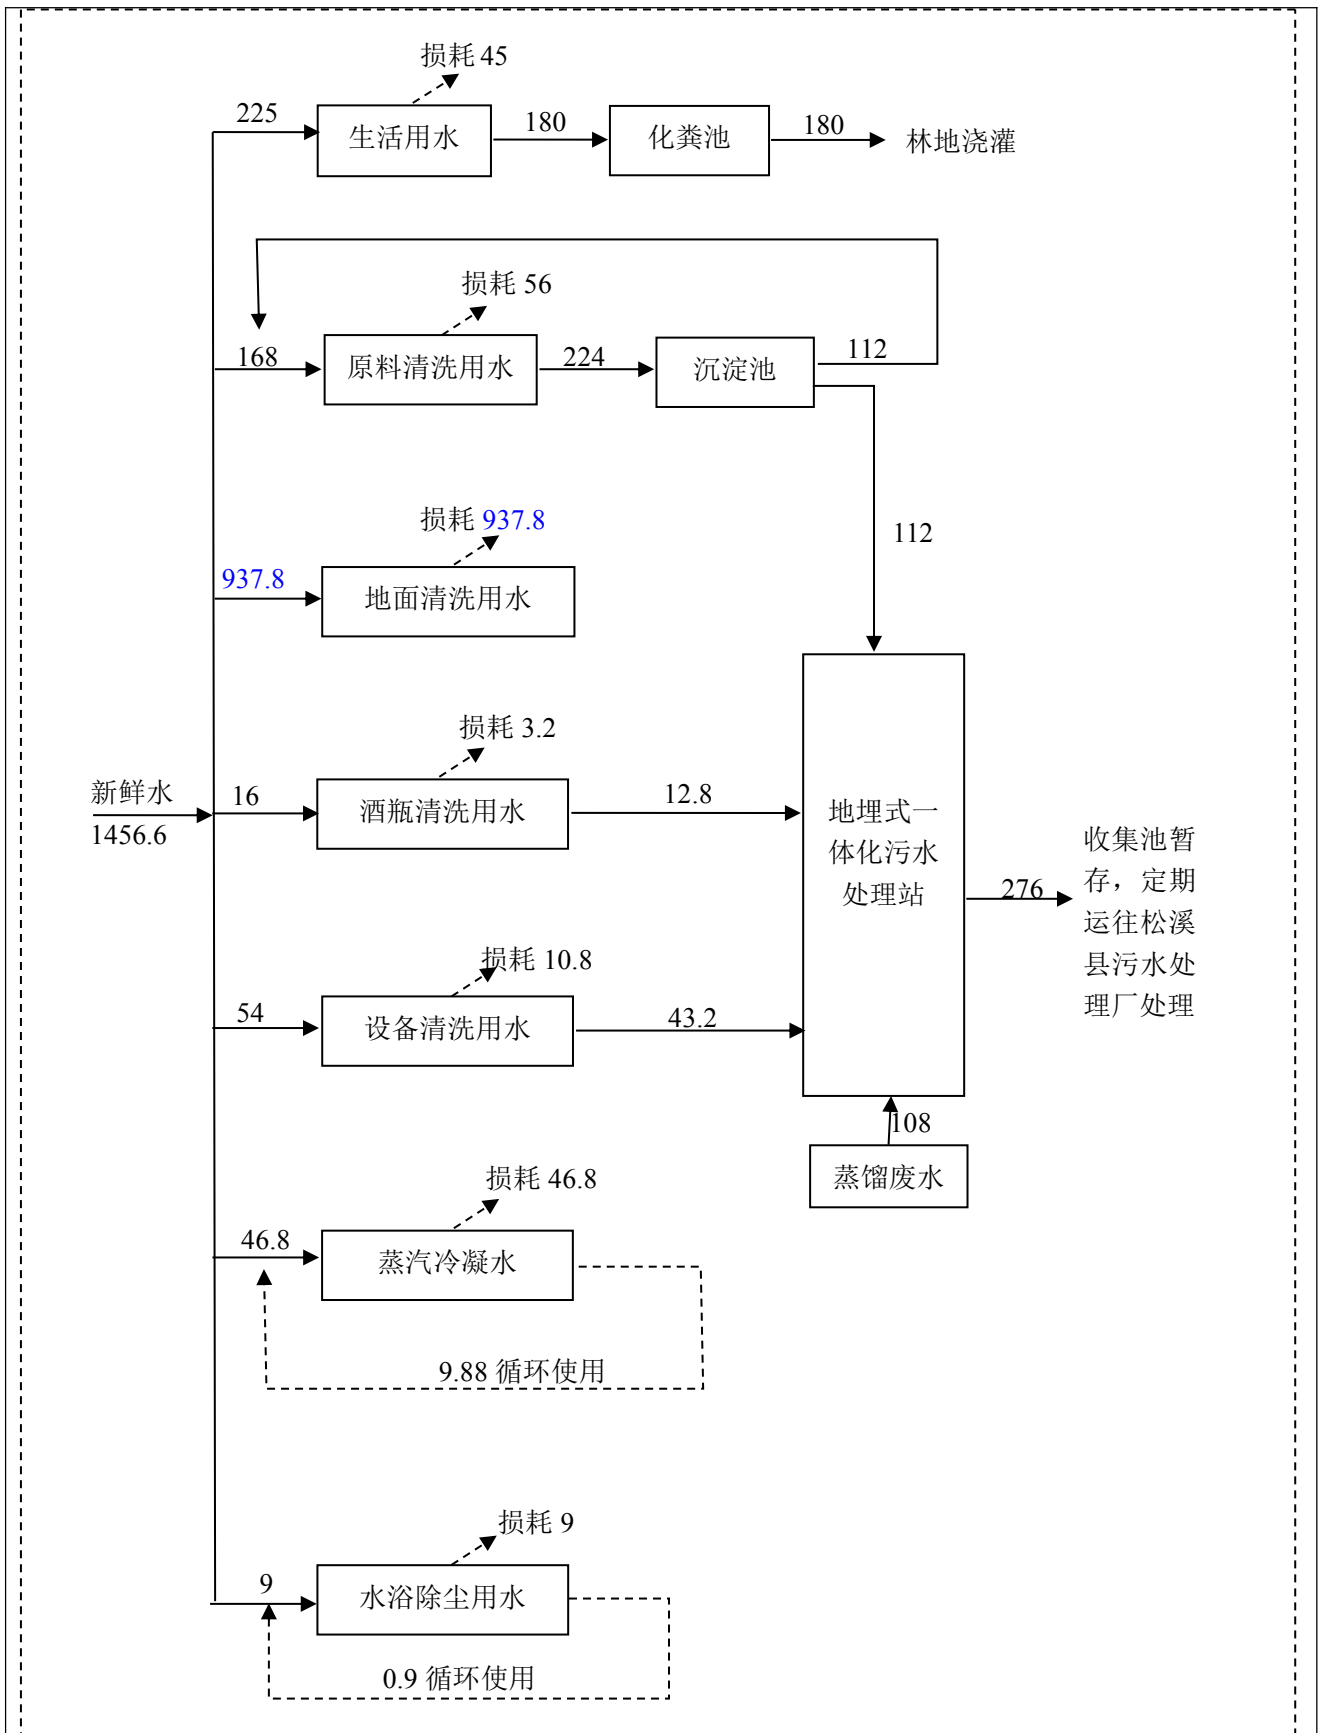 损耗 45
225
生活用水
180
化粪池
180
林地浇灌
损耗 56
168
原料清洗用水
224
沉淀池
112
112
损耗 937.8
937.8
地面清洗用水
损耗 3.2
新鲜水
1456.6
16
酒瓶清洗用水
12.8
地埋式一
体化污水
处理站
276
收集池暂
存，定期
运往松溪
县污水处
理厂处理
损耗 10.8
54
设备清洗用水
43.2
108
蒸馏废水
损耗 46.8
46.8
蒸汽冷凝水
9.88 循环使用
损耗 9
9
水浴除尘用水
0.9 循环使用